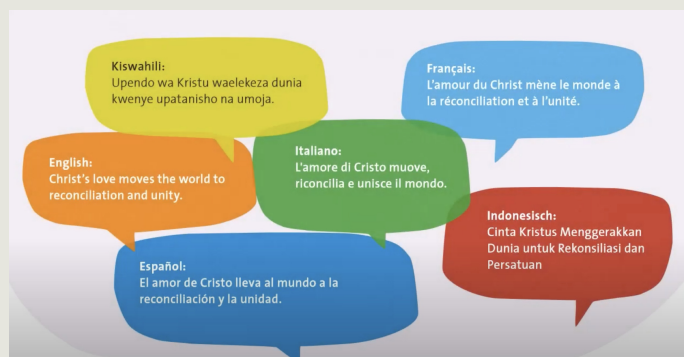 Kiswahili:
Upendo wa Kristu waelekeza dunia
kwenye upatanisho na umoja.
Français:
L'amour du Christ mène le monde à
la réconciliation et à l'unité.
English:
Christ's love moves the world to
reconciliation and unity.
Italiano:
L'amore di Cristo muove,
riconcilia e unisce il mondo.
Indonesisch:
Cinta Kristus Menggerakkan
Dunia untuk Rekonsiliasi dan
Persatuan
Español:
El amor de Cristo lleva al mundo a la
reconciliación y la unidad.